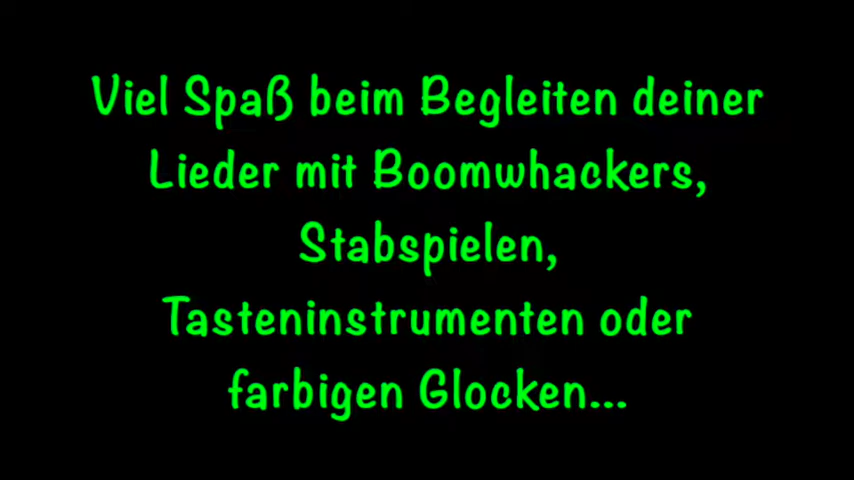 Viel Spaß beim Begleiten deiner
Lieder mit Boomwhackers,
Stabspielen,
Tasteninstrumenten oder
farbigen Glocken...